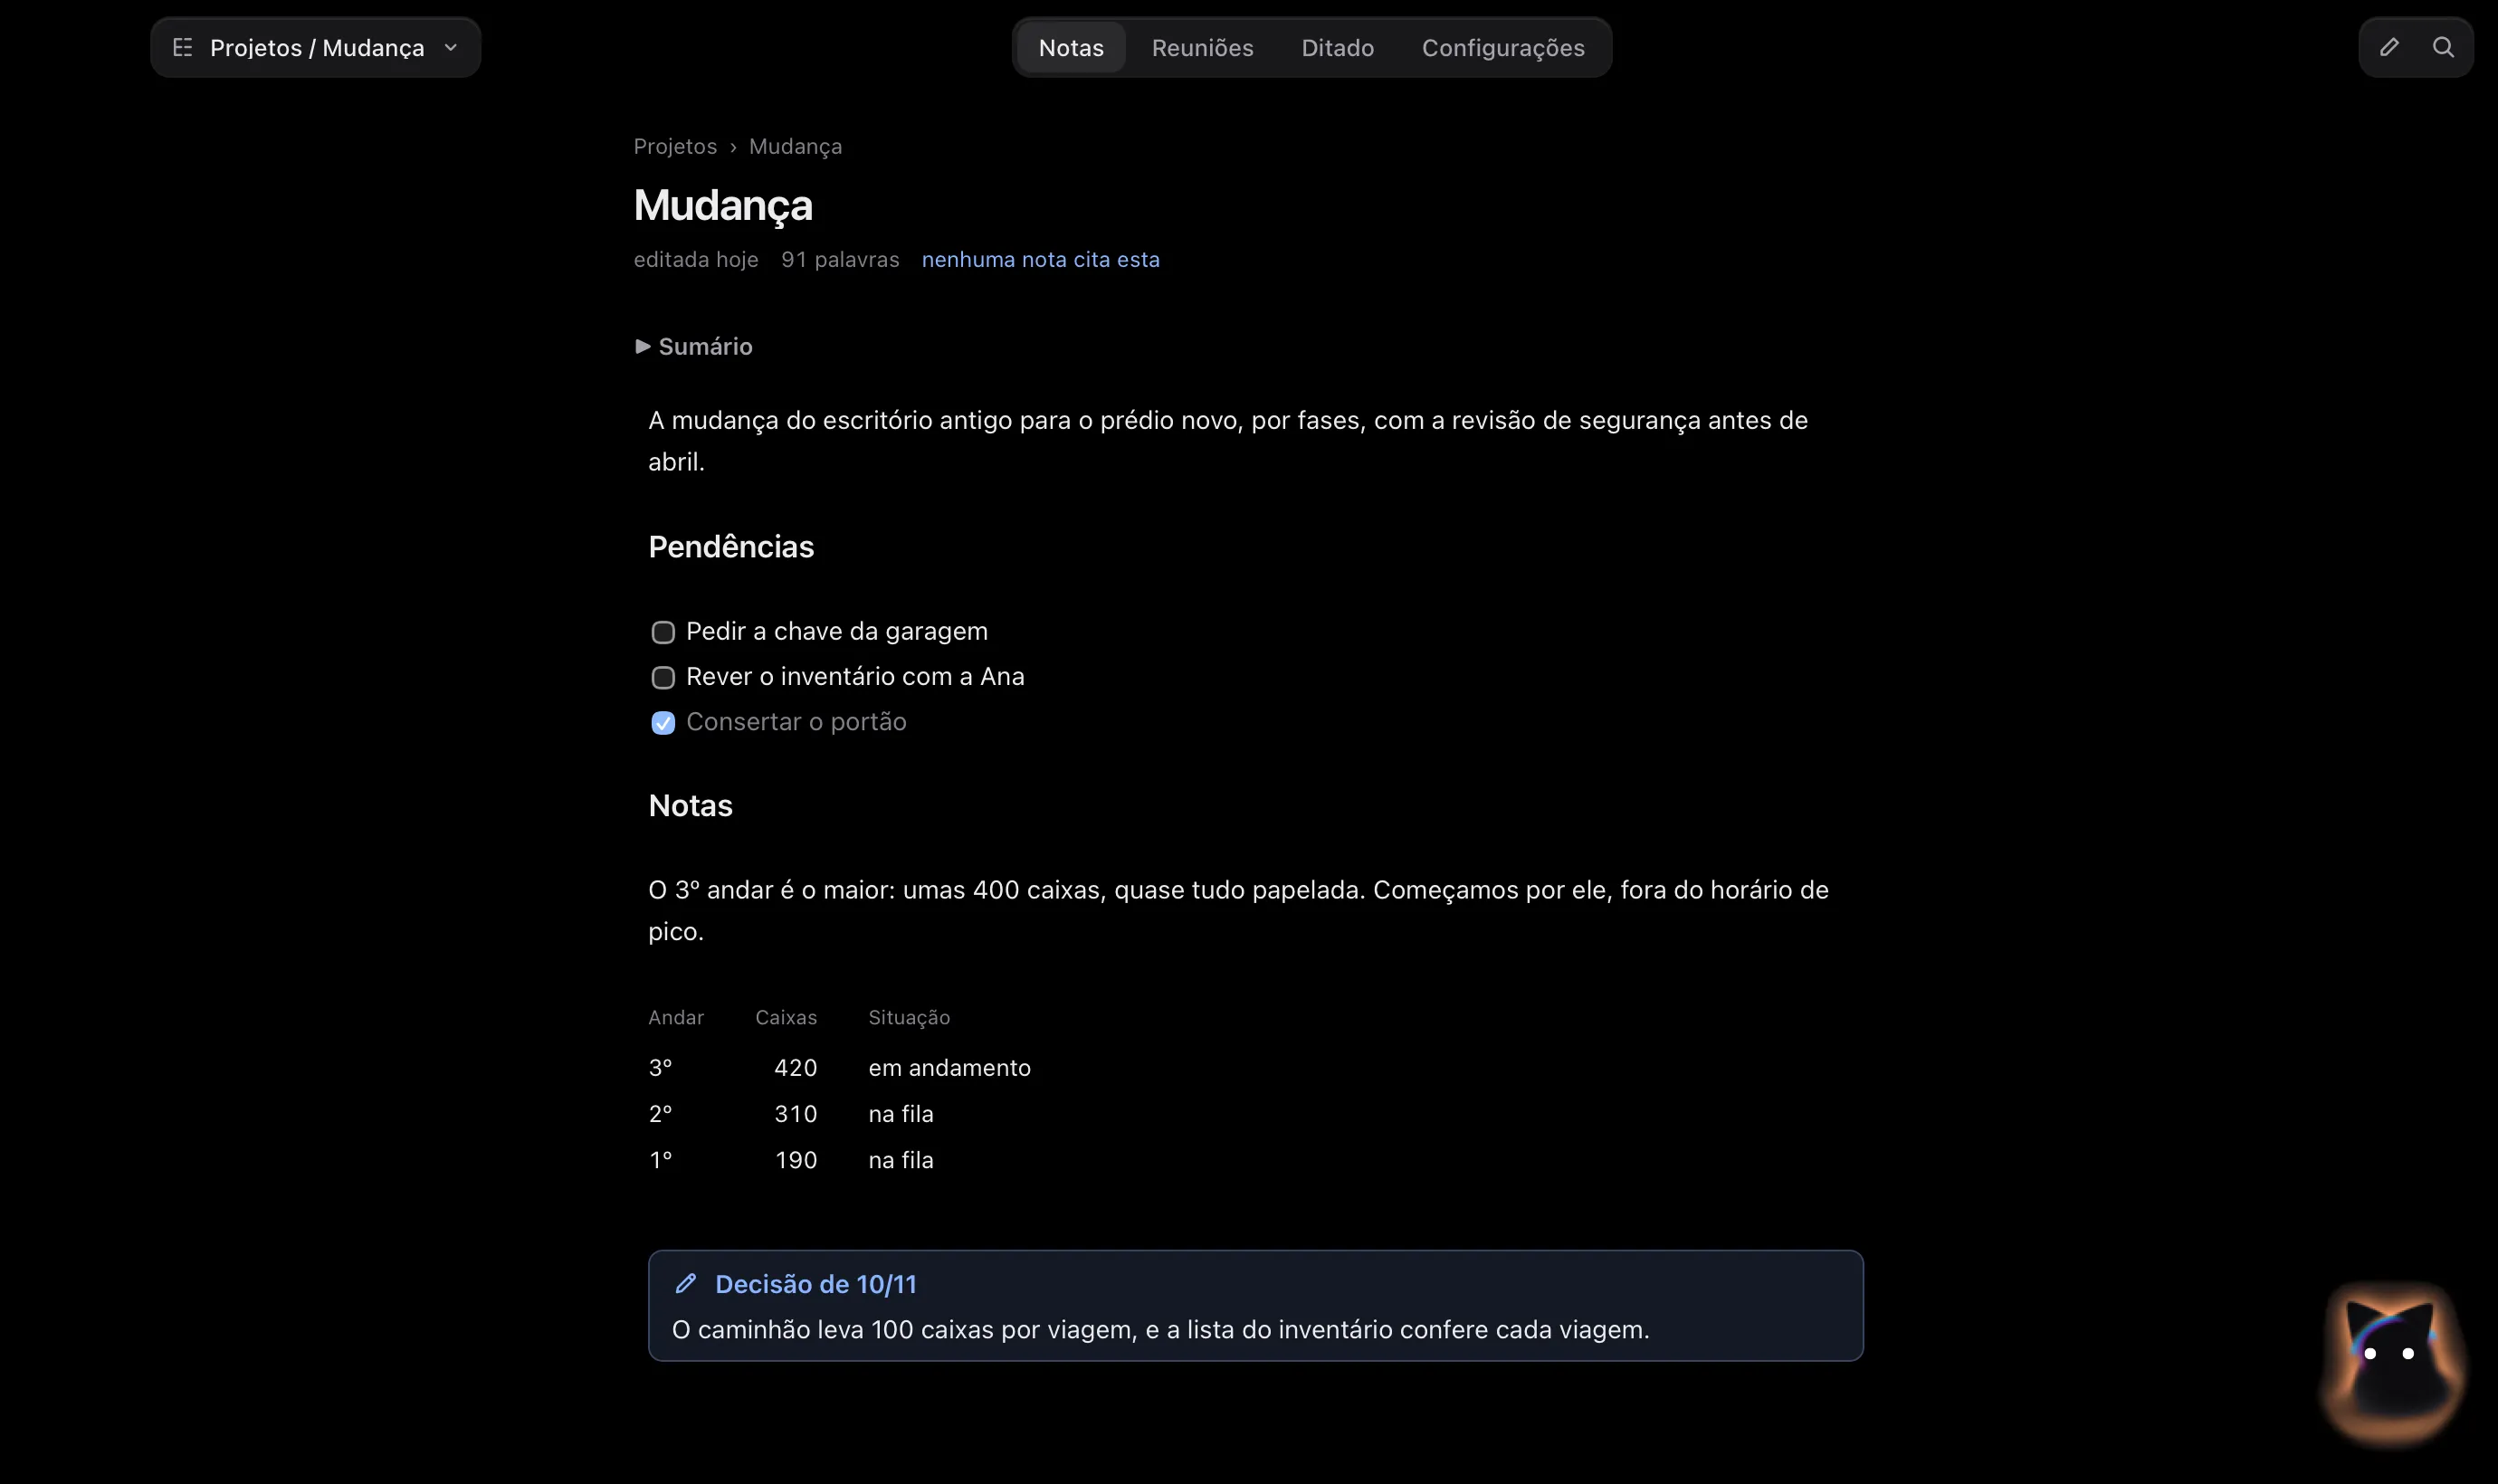 Projetos / Mudança
Notas
Reuniões
Ditado
Configurações
Projetos › Mudança
Mudança
editada hoje 91 palavras nenhuma nota cita esta
Sumário
A mudança do escritório antigo para o prédio novo, por fases, com a revisão de segurança antes de
abril.
Pendências
Pedir a chave da garagem
Rever o inventário com a Ana
Consertar o portão
Notas
O 3º andar é o maior: umas 400 caixas, quase tudo papelada. Começamos por ele, fora do horário de
pico.
Andar Caixas Situação
3º 420 em andamento
2º 310 na fila
1º 190 na fila
Decisão de 10/11
O caminhão leva 100 caixas por viagem, e a lista do inventário confere cada viagem.